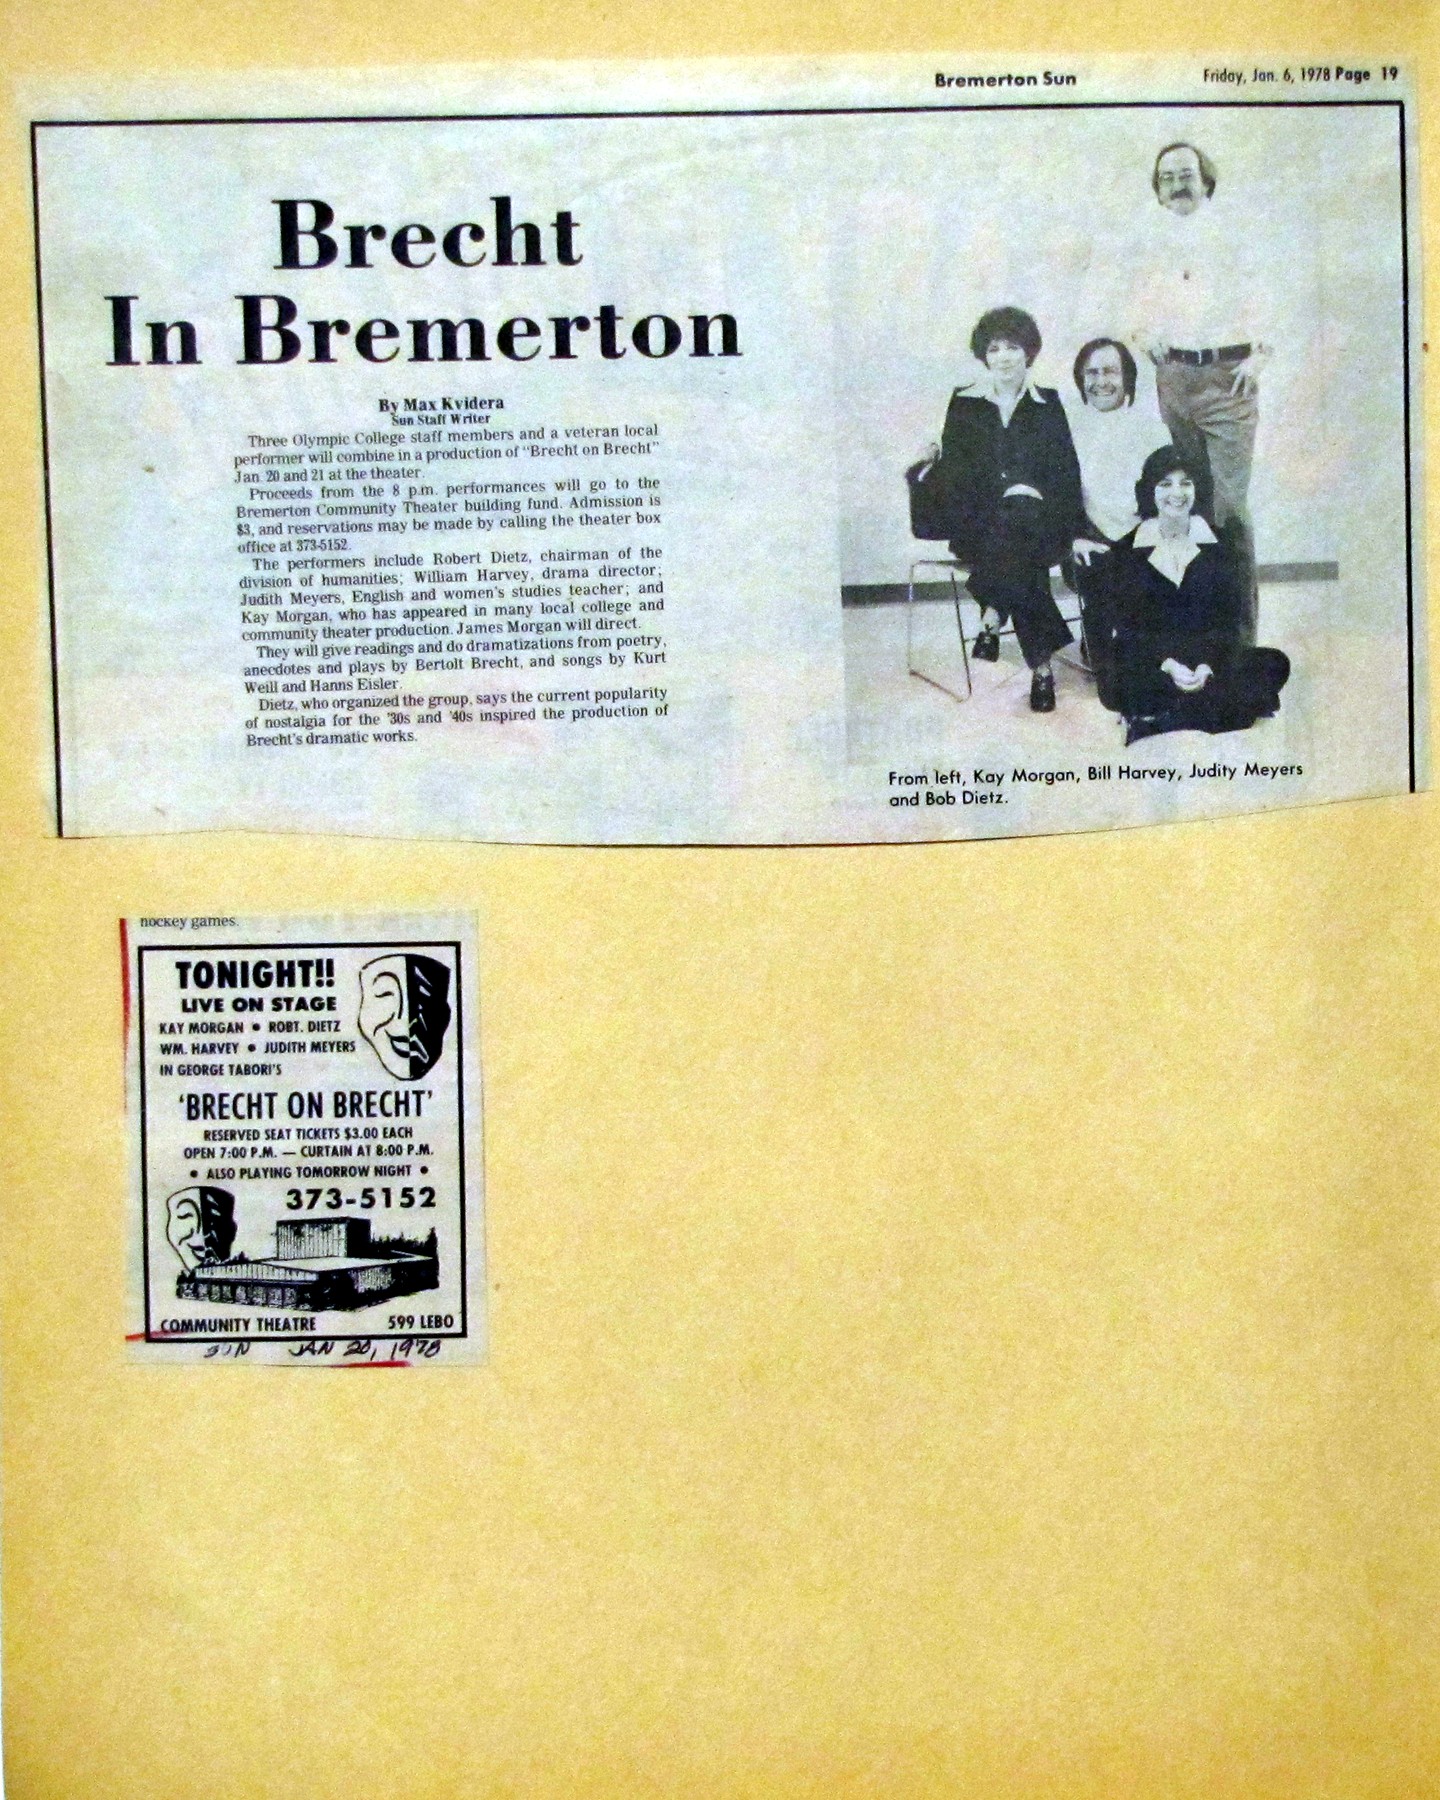 Bremerton Sun
Friday, Jan. 6, 1978 Page 19
Brecht
In Bremerton
By Max Kvidera
Sun Staff Writer
Three Olympic College staff members and a veteran local
performer will combine in a production of “Brecht on Brecht”
Jan. 20 and 21 at the theater.
Proceeds from the 8 p.m. performances will go to the
Bremerton Community Theater building fund. Admission is
$3, and reservations may be made by calling the theater box
office at 373-5152.
The performers include Robert Dietz, chairman of the
division of humanities; William Harvey, drama director;
Judith Meyers, English and women's studies teacher; and
Kay Morgan, who has appeared in many local college and
community theater production. James Morgan will direct.
They will give readings and do dramatizations from poetry,
anecdotes and plays by Bertolt Brecht, and songs by Kurt
Weill and Hanns Eisler.
Dietz, who organized the group, says the current popularity
of nostalgia for the '30s and '40s inspired the production of
Brecht's dramatic works.
From left, Kay Morgan, Bill Harvey, Judity Meyers
and Bob Dietz.
hockey games.
TONIGHT!!
LIVE ON STAGE
KAY MORGAN • ROBT. DIETZ
WM. HARVEY • JUDITH MEYERS
IN GEORGE TABORI'S
'BRECHT ON BRECHT'
RESERVED SEAT TICKETS $3.00 EACH
OPEN 7:00 P.M. — CURTAIN AT 8:00 P.M.
• ALSO PLAYING TOMORROW NIGHT •
373-5152
COMMUNITY THEATRE 599 LEBO
SUN JAN 20, 1978